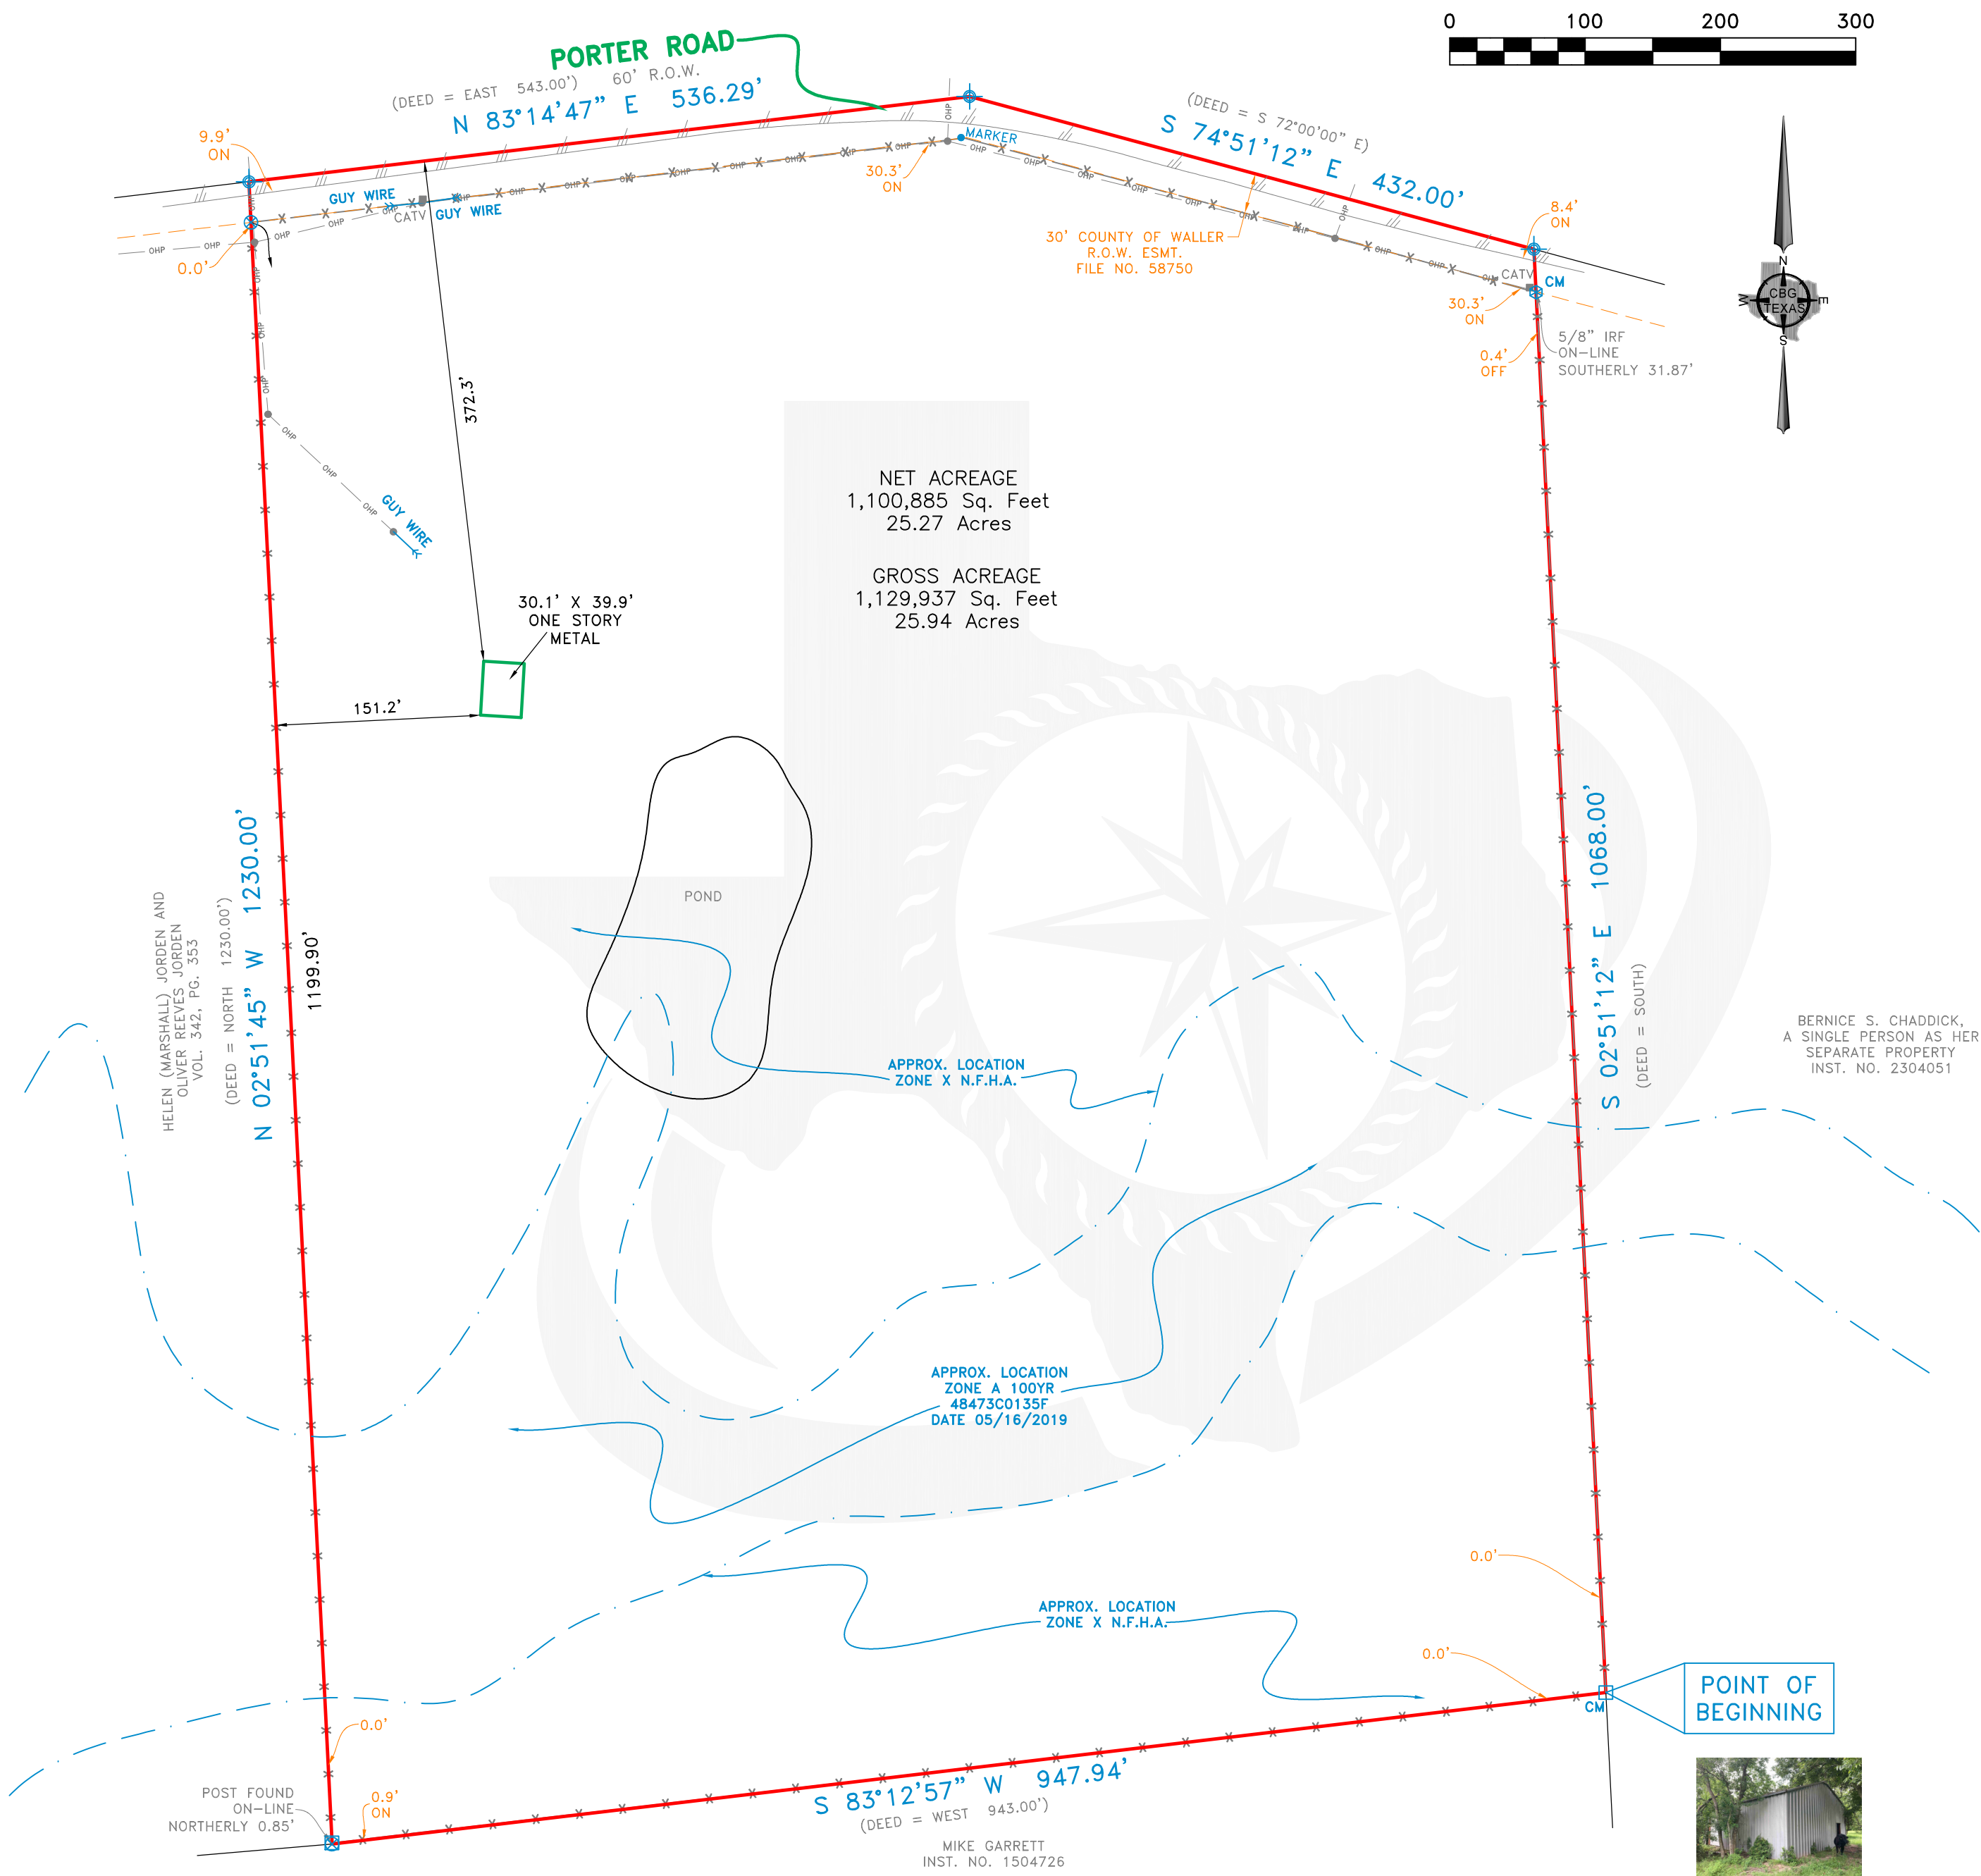 0 100 200 300
PORTER ROAD
(DEED = EAST 543.00') 60' R.O.W.
N 83°14'47" E 536.29'
(DEED = S 72°00'00" E)
S 74°51'12" E 432.00'
9.9'
ON
GUY WIRE
CATV
GUY WIRE
0.0'
30.3'
ON
MARKER
OHP
30' COUNTY OF WALLER
R.O.W. ESMT.
FILE NO. 58750
8.4'
ON
CATV
CM
30.3'
ON
0.4'
OFF
5/8" IRF
ON-LINE
SOUTHERLY 31.87'
N
W
CBG
TEXAS
E
S
372.3'
GUY WIRE
NET ACREAGE
1,100,885 Sq. Feet
25.27 Acres
GROSS ACREAGE
1,129,937 Sq. Feet
25.94 Acres
30.1' X 39.9'
ONE STORY
METAL
151.2'
POND
HELEN (MARSHALL) JORDEN AND
OLIVER REEVES JORDEN
VOL. 342, PG. 353
(DEED = NORTH 1230.00')
N 02°51'45" W 1230.00'
1199.90'
S 02°51'12" E 1068.00'
(DEED = SOUTH)
BERNICE S. CHADDICK,
A SINGLE PERSON AS HER
SEPARATE PROPERTY
INST. NO. 2304051
APPROX. LOCATION
ZONE X N.F.H.A.
APPROX. LOCATION
ZONE A 100YR
48473C0135F
DATE 05/16/2019
APPROX. LOCATION
ZONE X N.F.H.A.
0.0'
0.0'
POINT OF
BEGINNING
CM
0.0'
POST FOUND
ON-LINE
NORTHERLY 0.85'
0.9'
ON
S 83°12'57" W 947.94'
(DEED = WEST 943.00')
MIKE GARRETT
INST. NO. 1504726